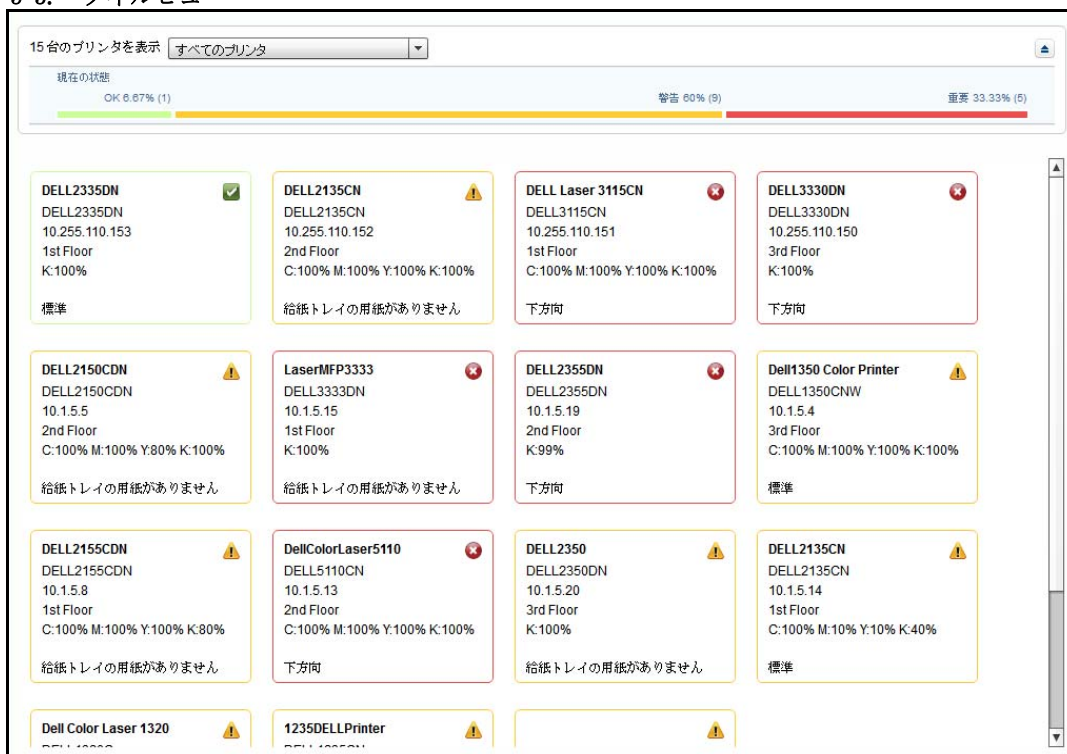 タイルビュー
15台のプリンタを表示 すべてのプリンタ
現在の状態
OK 6.67% (1) 警告 60% (9) 重要 33.33% (5)
DELL2335DN
DELL2335DN
10.255.110.153
1st Floor
K:100%
標準
DELL2135CN
DELL2135CN
10.255.110.152
2nd Floor
C:100% M:100% Y:100% K:100%
給紙トレイの用紙がありません
DELL Laser 3115CN
DELL3115CN
10.255.110.151
1st Floor
C:100% M:100% Y:100% K:100%
下方向
DELL3330DN
DELL3330DN
10.255.110.150
3rd Floor
K:100%
下方向
DELL2150CDN
DELL2150CDN
10.1.5.5
2nd Floor
C:100% M:100% Y:80% K:100%
給紙トレイの用紙がありません
LaserMFP3333
DELL3333DN
10.1.5.15
1st Floor
K:100%
給紙トレイの用紙がありません
DELL2355DN
DELL2355DN
10.1.5.19
2nd Floor
K:99%
下方向
Dell1350 Color Printer
DELL1350CNW
10.1.5.4
3rd Floor
C:100% M:100% Y:100% K:100%
標準
DELL2155CDN
DELL2155CDN
10.1.5.8
1st Floor
C:100% M:100% Y:100% K:80%
給紙トレイの用紙がありません
DellColorLaser5110
DELL5110CN
10.1.5.13
2nd Floor
C:100% M:100% Y:100% K:100%
下方向
DELL2350
DELL2350DN
10.1.5.20
3rd Floor
K:100%
給紙トレイの用紙がありません
DELL2135CN
DELL2135CN
10.1.5.14
1st Floor
C:100% M:10% Y:10% K:40%
標準
Dell Color Laser 1320
1235DELLPrinter